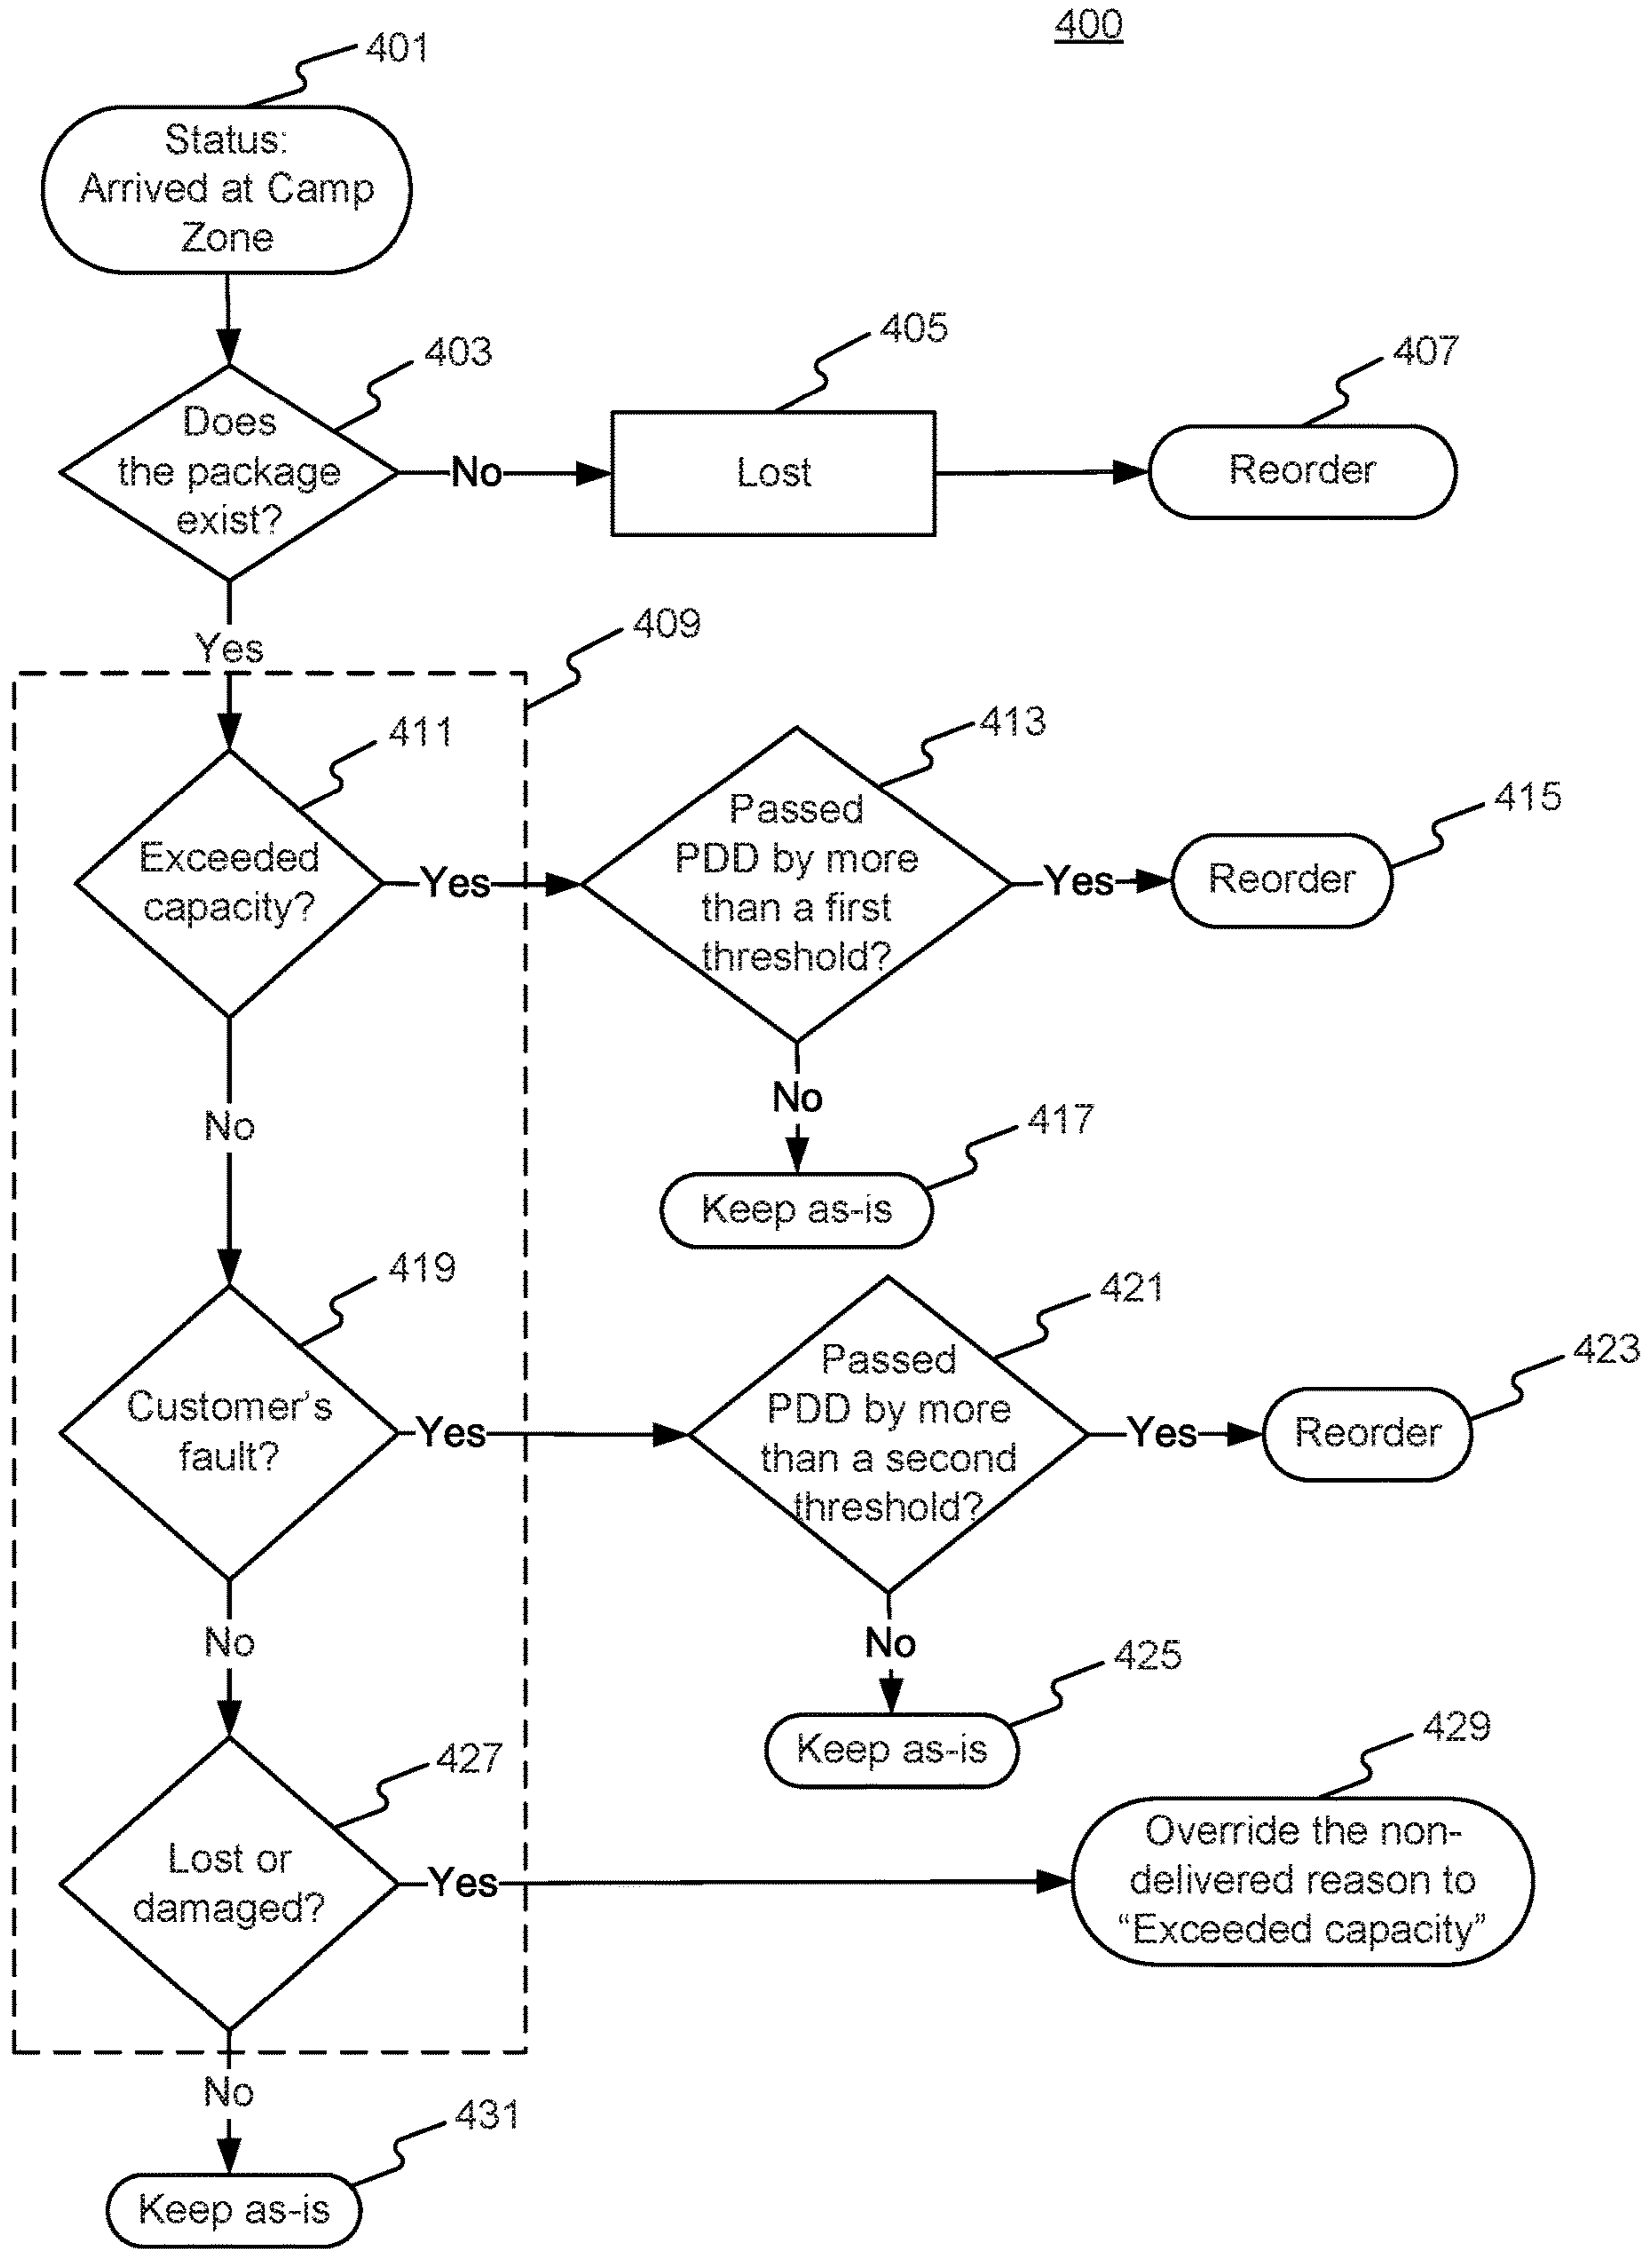 400
401
Status:
Arrived at Camp
Zone
403
Does
the package
exist?
No
405
Lost
407
Reorder
Yes
409
411
Exceeded
capacity?
Yes
413
Passed
PDD by more
than a first
threshold?
Yes
415
Reorder
No
417
Keep as-is
No
419
Customer's
fault?
Yes
421
Passed
PDD by more
than a second
threshold?
Yes
423
Reorder
No
425
Keep as-is
No
427
Lost or
damaged?
Yes
429
Override the non-
delivered reason to
“Exceeded capacity”
No
431
Keep as-is